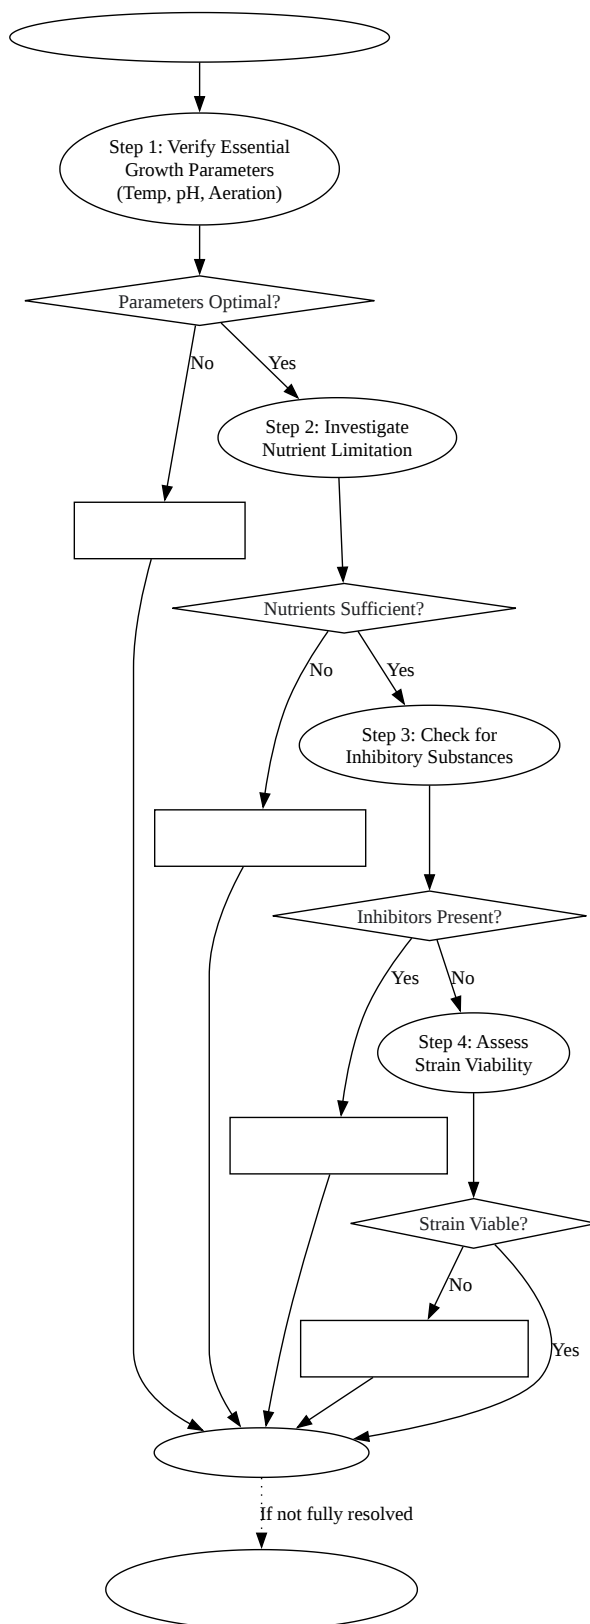 Step 1: Verify Essential
Growth Parameters
(Temp, pH, Aeration)
Parameters Optimal?
No
Yes
Step 2: Investigate
Nutrient Limitation
Nutrients Sufficient?
No
Yes
Step 3: Check for
Inhibitory Substances
Inhibitors Present?
Yes
No
Step 4: Assess
Strain Viability
Strain Viable?
No
Yes
If not fully resolved